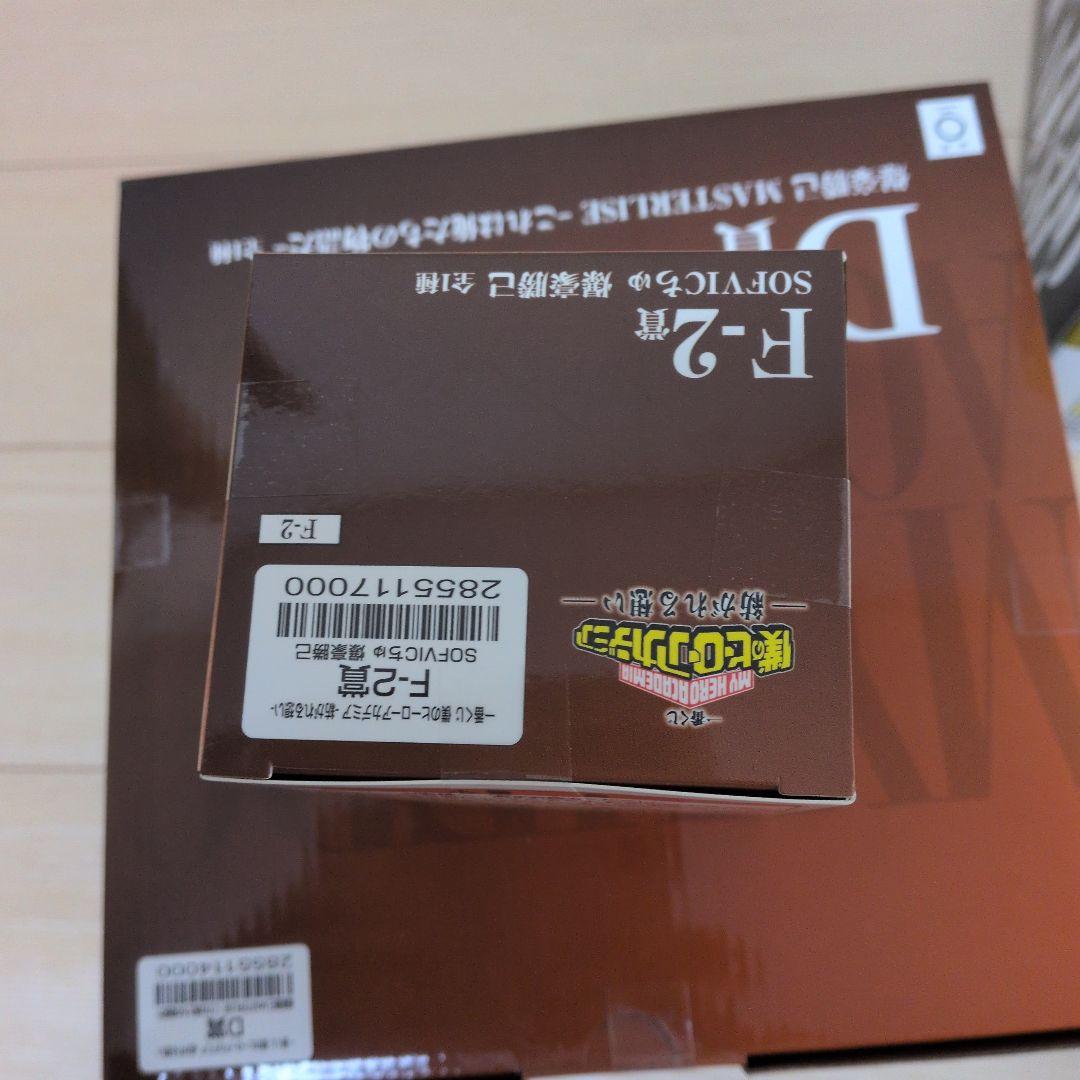 一番くじ
MY HERO ACADEMIA
僕のヒーローアカデミア
― 紡がれる想い ―
一番くじ 僕のヒーローアカデミア -紡がれる想い-
F-2賞
SOFVICちゅ 爆豪勝己
2855117000
F-2
F-2賞
SOFVICちゅ 爆豪勝己 全1種
D賞
爆豪勝己 MASTERLISE -これは俺たちの物語だ- 全1種
D賞
2855114000